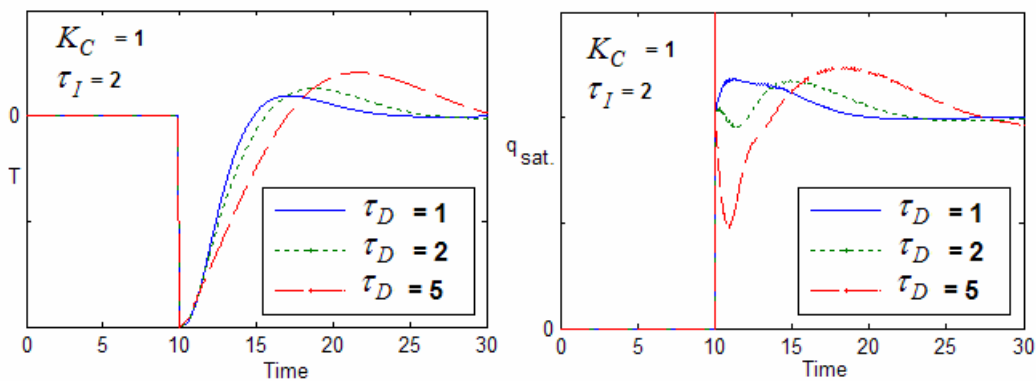 K_C = 1
τ_I = 2
0
T
τ_D = 1
τ_D = 2
τ_D = 5
0 5 10 15 20 25 30
Time
K_C = 1
τ_I = 2
q sat.
τ_D = 1
τ_D = 2
τ_D = 5
0
0 5 10 15 20 25 30
Time